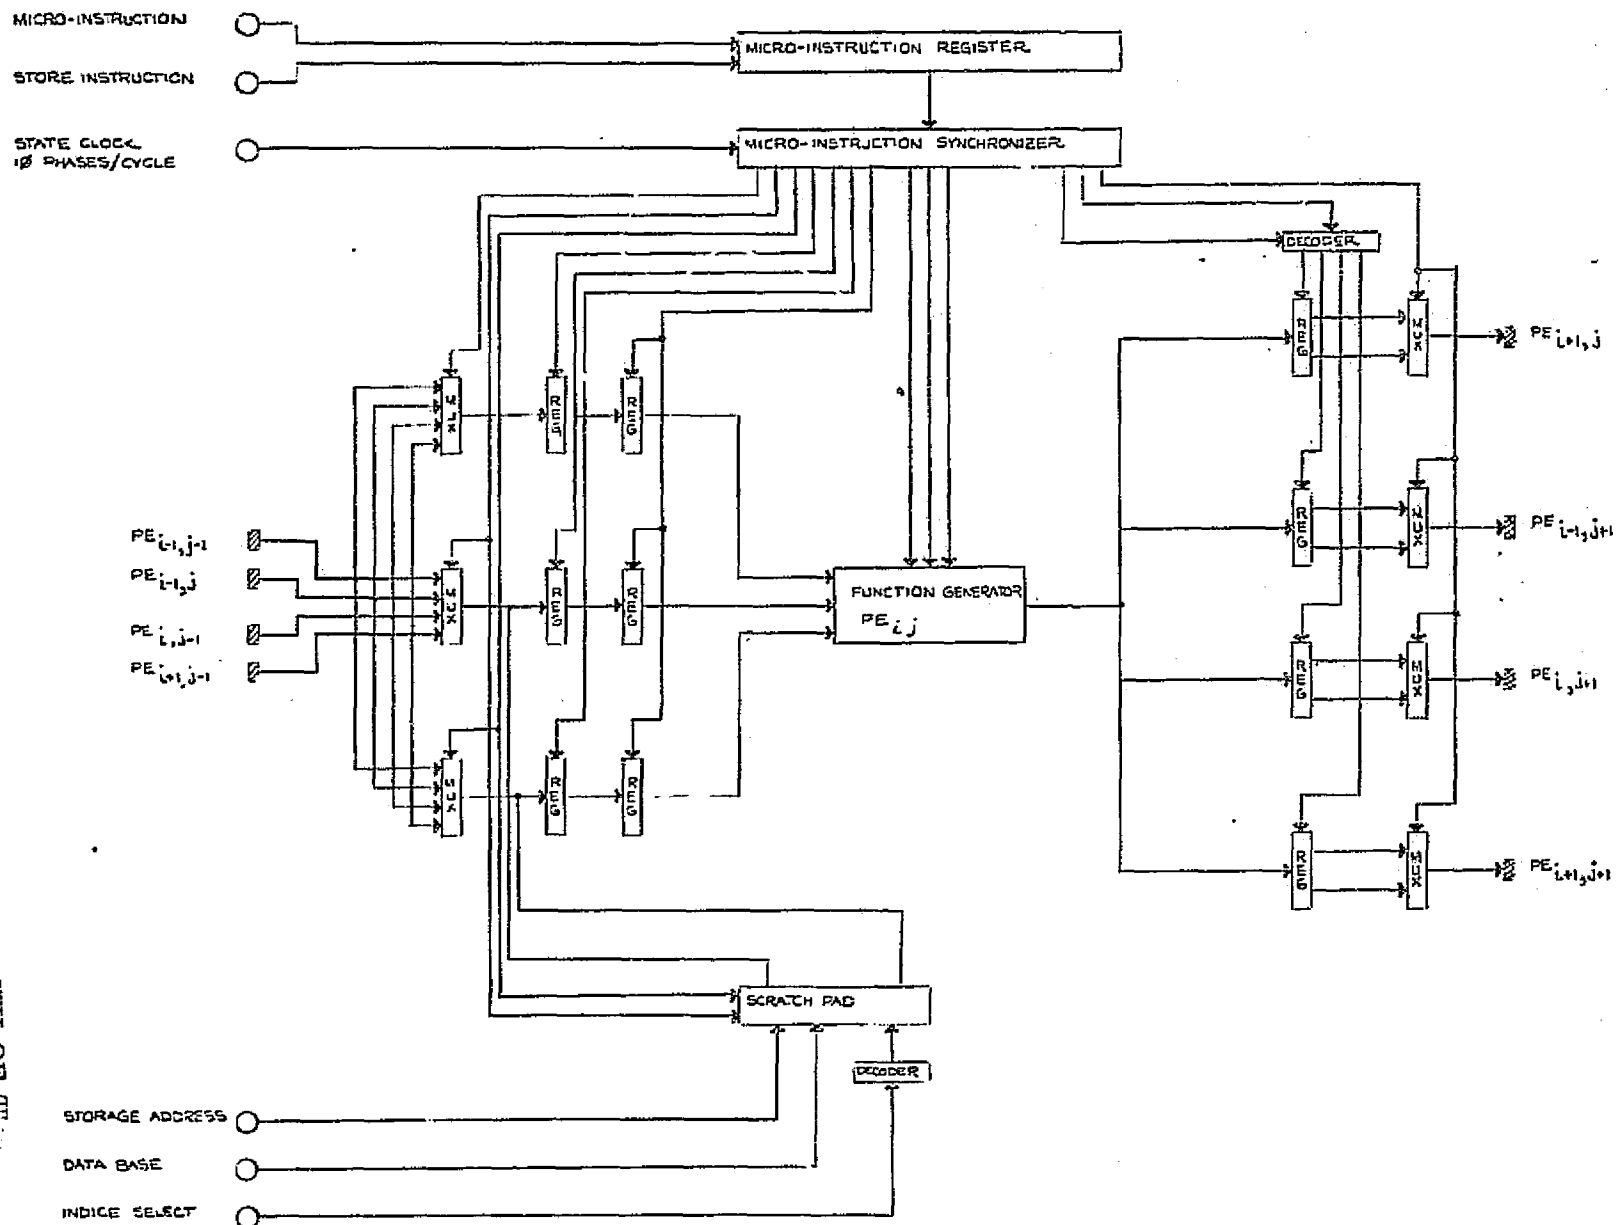 MICRO-INSTRUCTION
MICRO-INSTRUCTION REGISTER
STORE INSTRUCTION
STATE CLOCK
10 PHASES/CYCLE
MICRO-INSTRUCTION SYNCHRONIZER
DECODER
REG
MUX
PE i+1,j
MUX
REG
REG
REG
MUX
PE i-1,j+1
PE i-1,j-1
PE i-1,j
PE i,j-1
PE i+1,j-1
MUX
REG
REG
FUNCTION GENERATOR
PE i j
REG
MUX
PE i,j+1
MUX
REG
REG
REG
MUX
PE i+1,j+1
SCRATCH PAD
DECODER
STORAGE ADDRESS
DATA BASE
INDICE SELECT